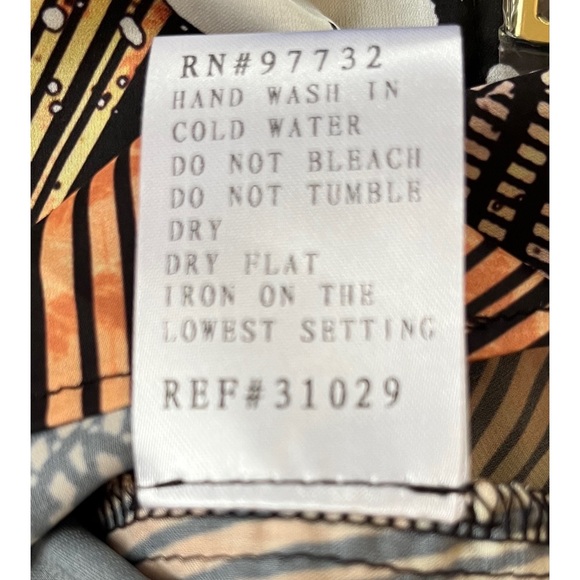 RN#97732
HAND WASH IN
COLD WATER
DO NOT BLEACH
DO NOT TUMBLE
DRY
DRY FLAT
IRON ON THE
LOWEST SETTING
REF#31029